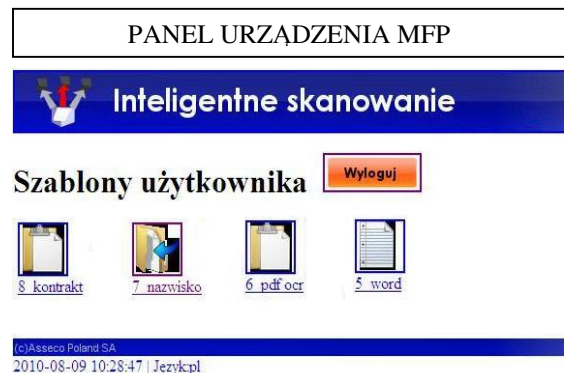 PANEL URZĄDZENIA MFP
Inteligentne skanowanie
Szablony użytkownika Wyloguj
8_kontrakt 7_nazwisko 6_pdf ocr 5_word
(c)Asseco Poland SA
2010-08-09 10:28:47 | Język:pl